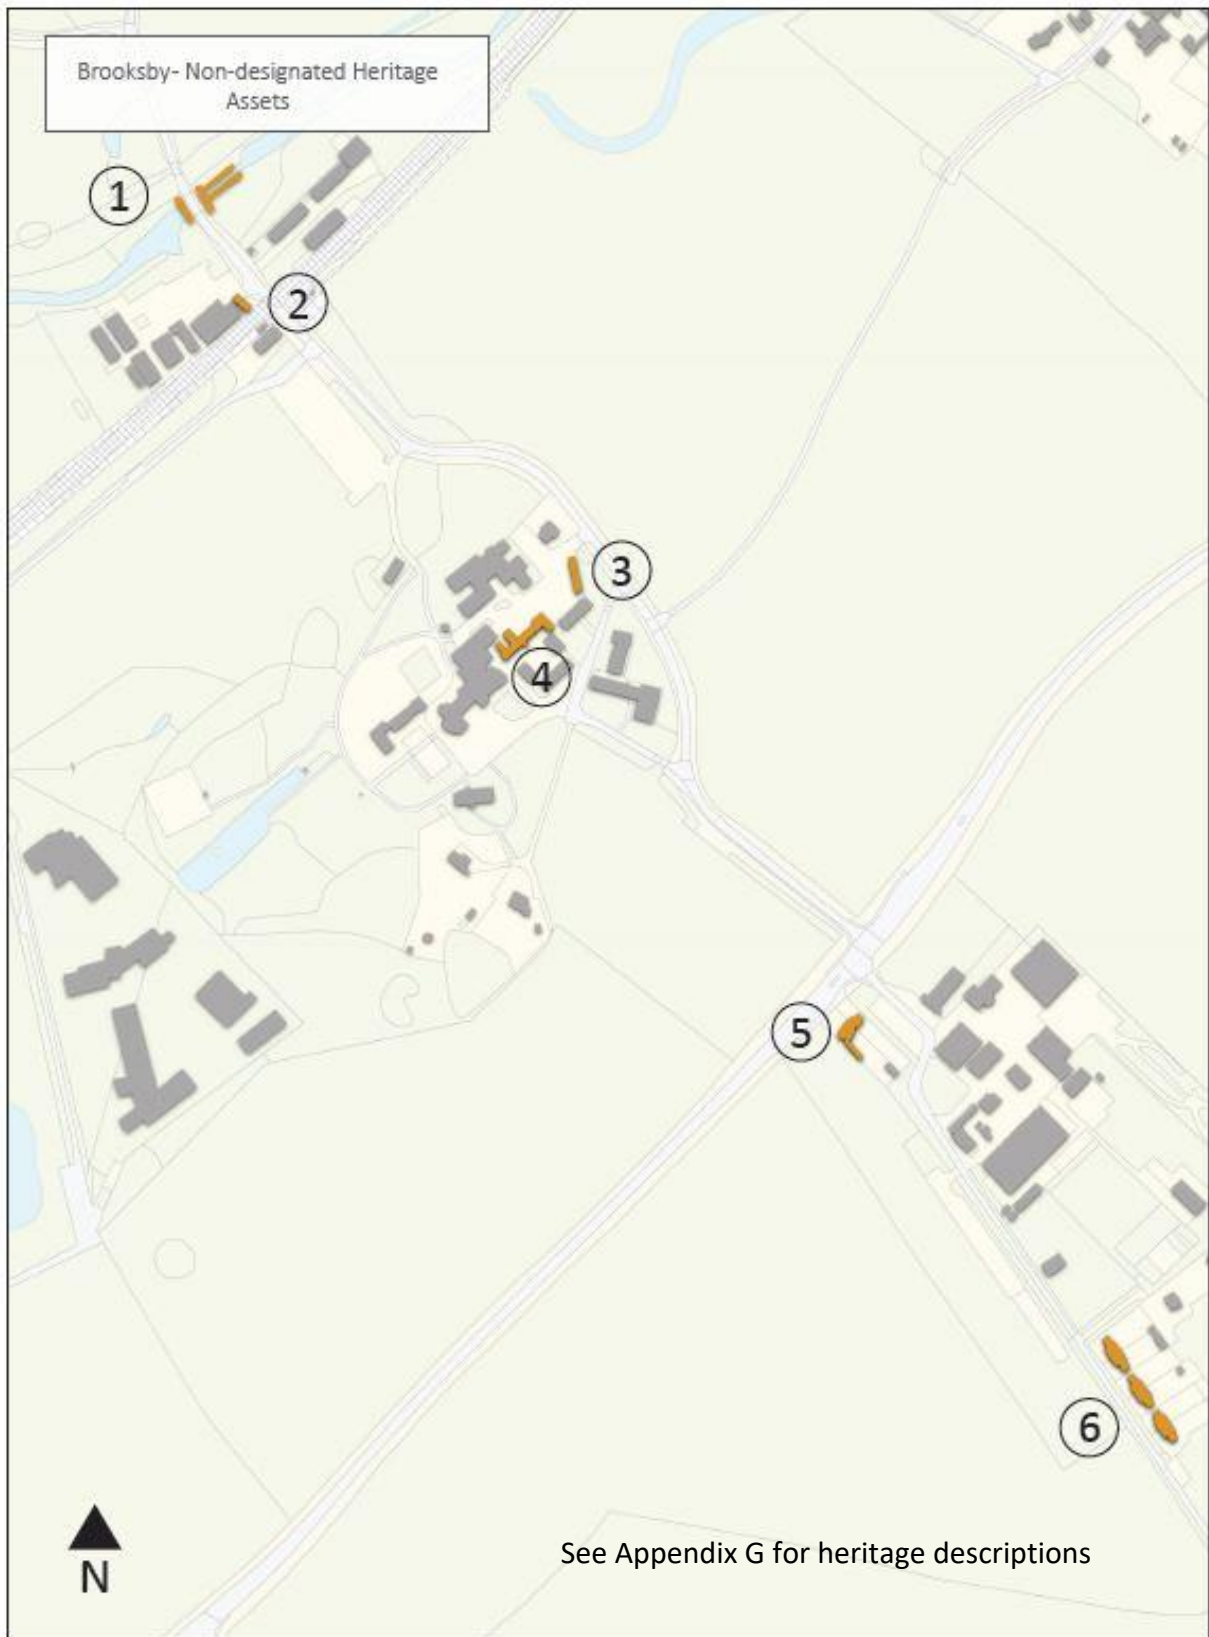 Brooksby- Non-designated Heritage
Assets
1
2
3
4
5
6
N
See Appendix G for heritage descriptions